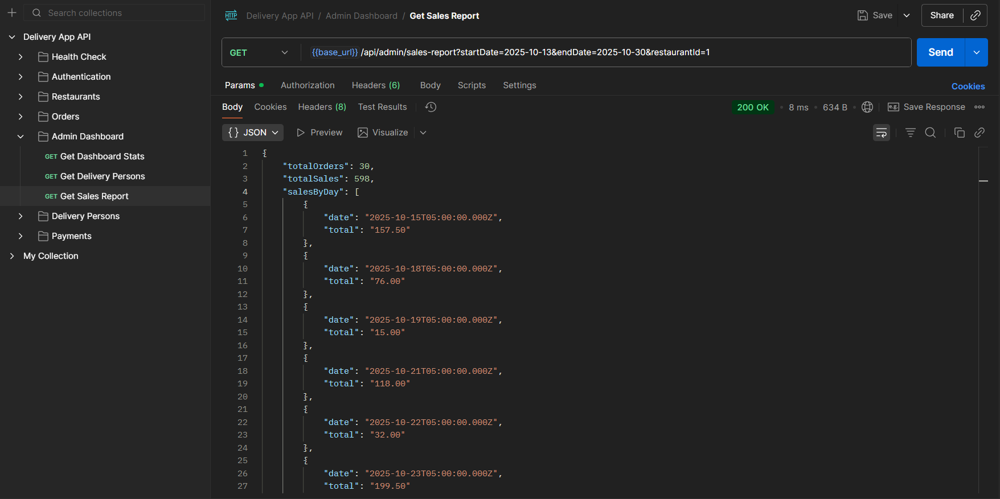 Search collections
Delivery App API
Health Check
Authentication
Restaurants
Orders
Admin Dashboard
GET Get Dashboard Stats
GET Get Delivery Persons
GET Get Sales Report
Delivery Persons
Payments
My Collection
HTTP Delivery App API / Admin Dashboard / Get Sales Report
Save
Share
GET {{base_url}} /api/admin/sales-report?startDate=2025-10-13&endDate=2025-10-30&restaurantId=1
Send
Params Authorization Headers (6) Body Scripts Settings
Cookies
Body Cookies Headers (8) Test Results
200 OK • 8 ms • 634 B • e.g. Save Response
{} JSON Preview Visualize
1 {
2 "totalOrders": 30,
3 "totalSales": 598,
4 "salesByDay": [
5 {
6 "date": "2025-10-15T05:00:00.000Z",
7 "total": "157.50"
8 },
9 {
10 "date": "2025-10-18T05:00:00.000Z",
11 "total": "76.00"
12 },
13 {
14 "date": "2025-10-19T05:00:00.000Z",
15 "total": "15.00"
16 },
17 {
18 "date": "2025-10-21T05:00:00.000Z",
19 "total": "118.00"
20 },
21 {
22 "date": "2025-10-22T05:00:00.000Z",
23 "total": "32.00"
24 },
25 {
26 "date": "2025-10-23T05:00:00.000Z",
27 "total": "199.50"